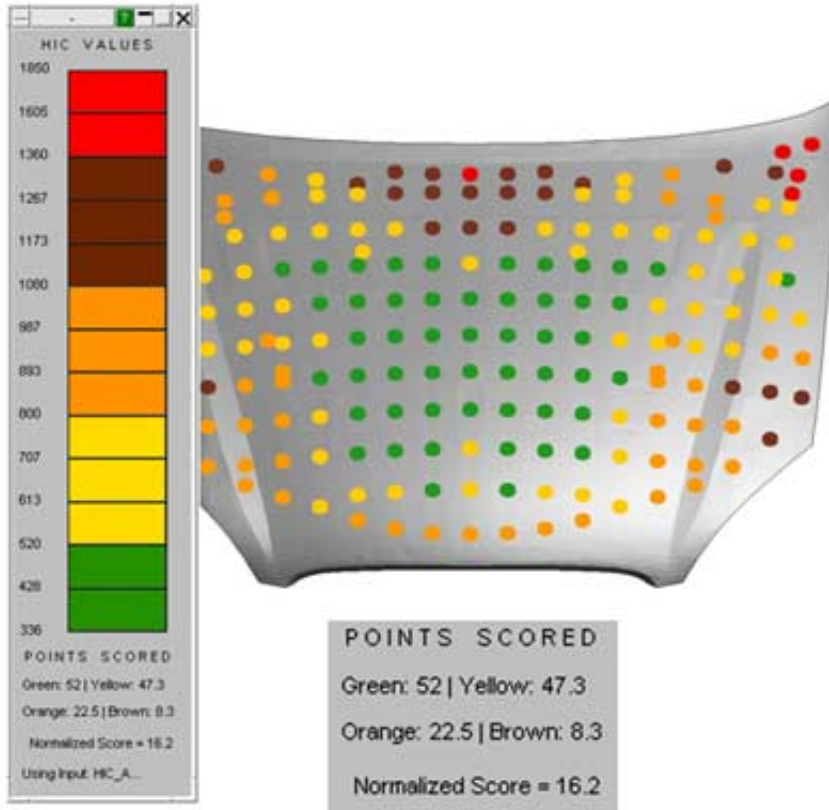 ?
HIC VALUES
1850
1605
1360
1267
1173
1080
987
893
800
707
613
520
428
336
POINTS SCORED
Green: 52 | Yellow: 47.3
Orange: 22.5 | Brown: 8.3
Normalized Score = 16.2
Using Input: HIC_A...
POINTS SCORED
Green: 52 | Yellow: 47.3
Orange: 22.5 | Brown: 8.3
Normalized Score = 16.2